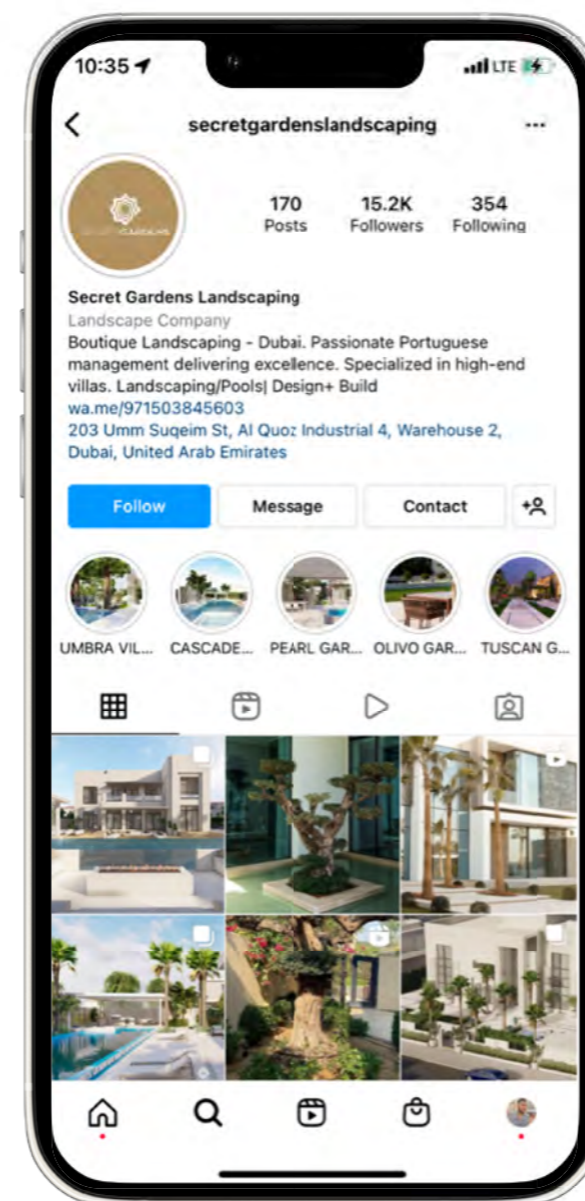 10:35
LTE
secretgardenslandscaping
170 15.2K 354
Posts Followers Following
Secret Gardens Landscaping
Landscape Company
Boutique Landscaping - Dubai. Passionate Portuguese
management delivering excellence. Specialized in high-end
villas. Landscaping/Pools| Design+ Build
wa.me/971503845603
203 Umm Suqeim St, Al Quoz Industrial 4, Warehouse 2,
Dubai, United Arab Emirates
Follow Message Contact
UMBRA VIL... CASCADE... PEARL GAR... OLIVO GAR... TUSCAN G...